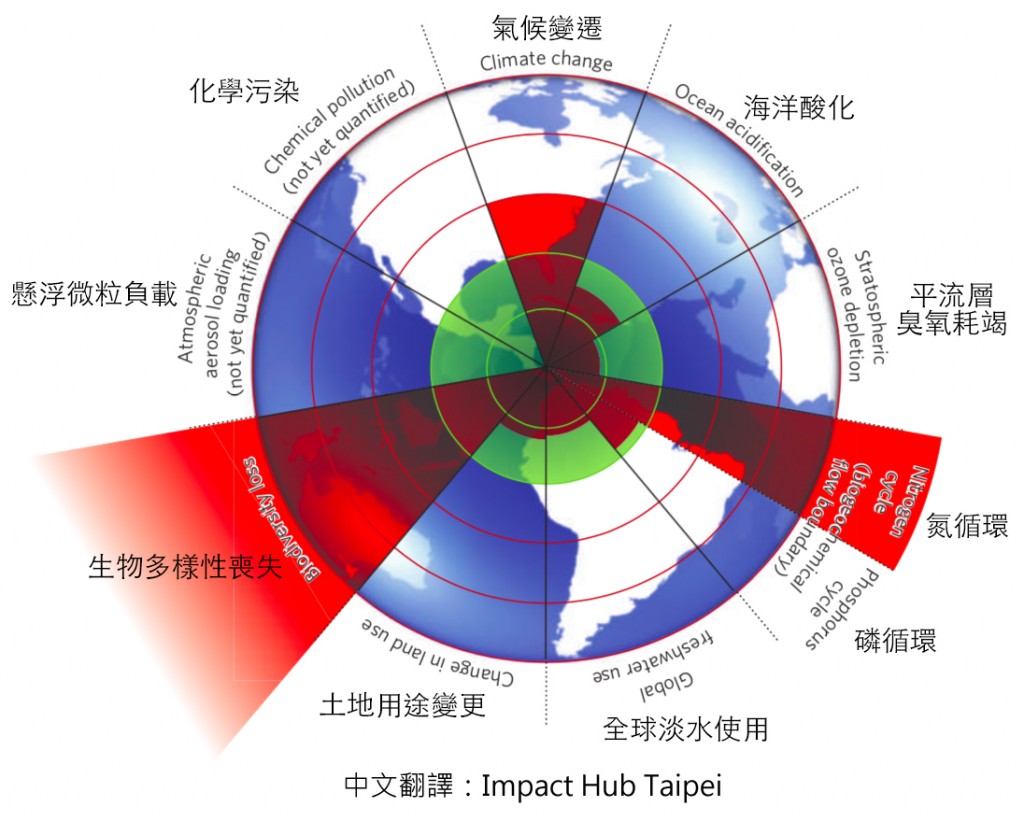 氣候變遷
Climate change
海洋酸化
Ocean acidification
平流層
臭氧耗竭
Stratospheric
ozone depletion
Nitrogen
cycle
(biogeochemical
flow boundary)
氮循環
Phosphorus
cycle
磷循環
Global
freshwater use
全球淡水使用
Change in land use
土地用途變更
Biodiversity loss
生物多樣性喪失
懸浮微粒負載
Atmospheric
aerosol loading
(not yet quantified)
化學污染
Chemical pollution
(not yet quantified)
中文翻譯：Impact Hub Taipei